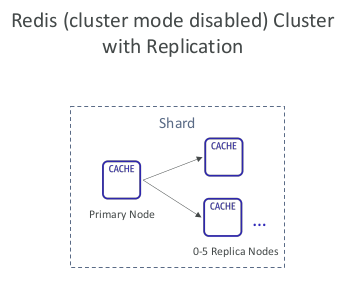 Redis (cluster mode disabled) Cluster
with Replication
Shard
CACHE
CACHE
Primary Node
CACHE
...
0-5 Replica Nodes